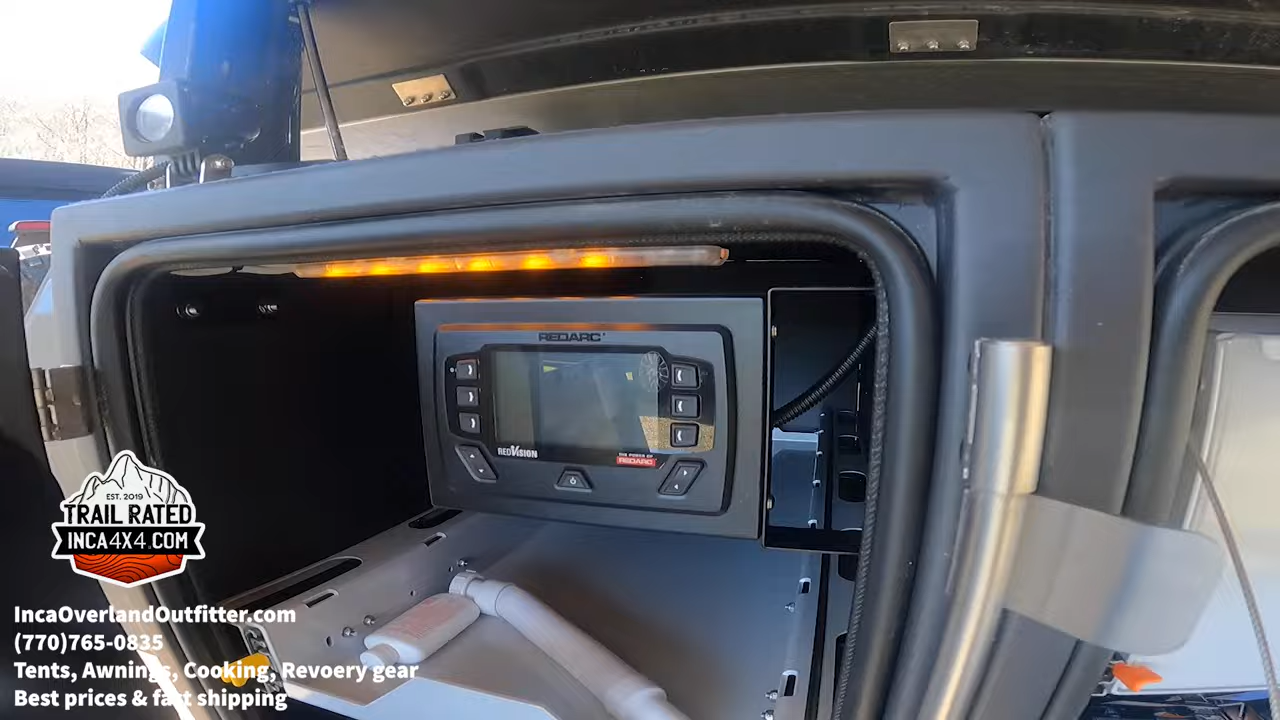 REDARC
REDVISION
THE POWER OF
REDARC
EST. 2019
TRAIL RATED
INCA4X4.COM
IncaOverlandOutfitter.com
(770)765-0835
Tents, Awnings, Cooking, Revoery gear
Best prices & fast shipping